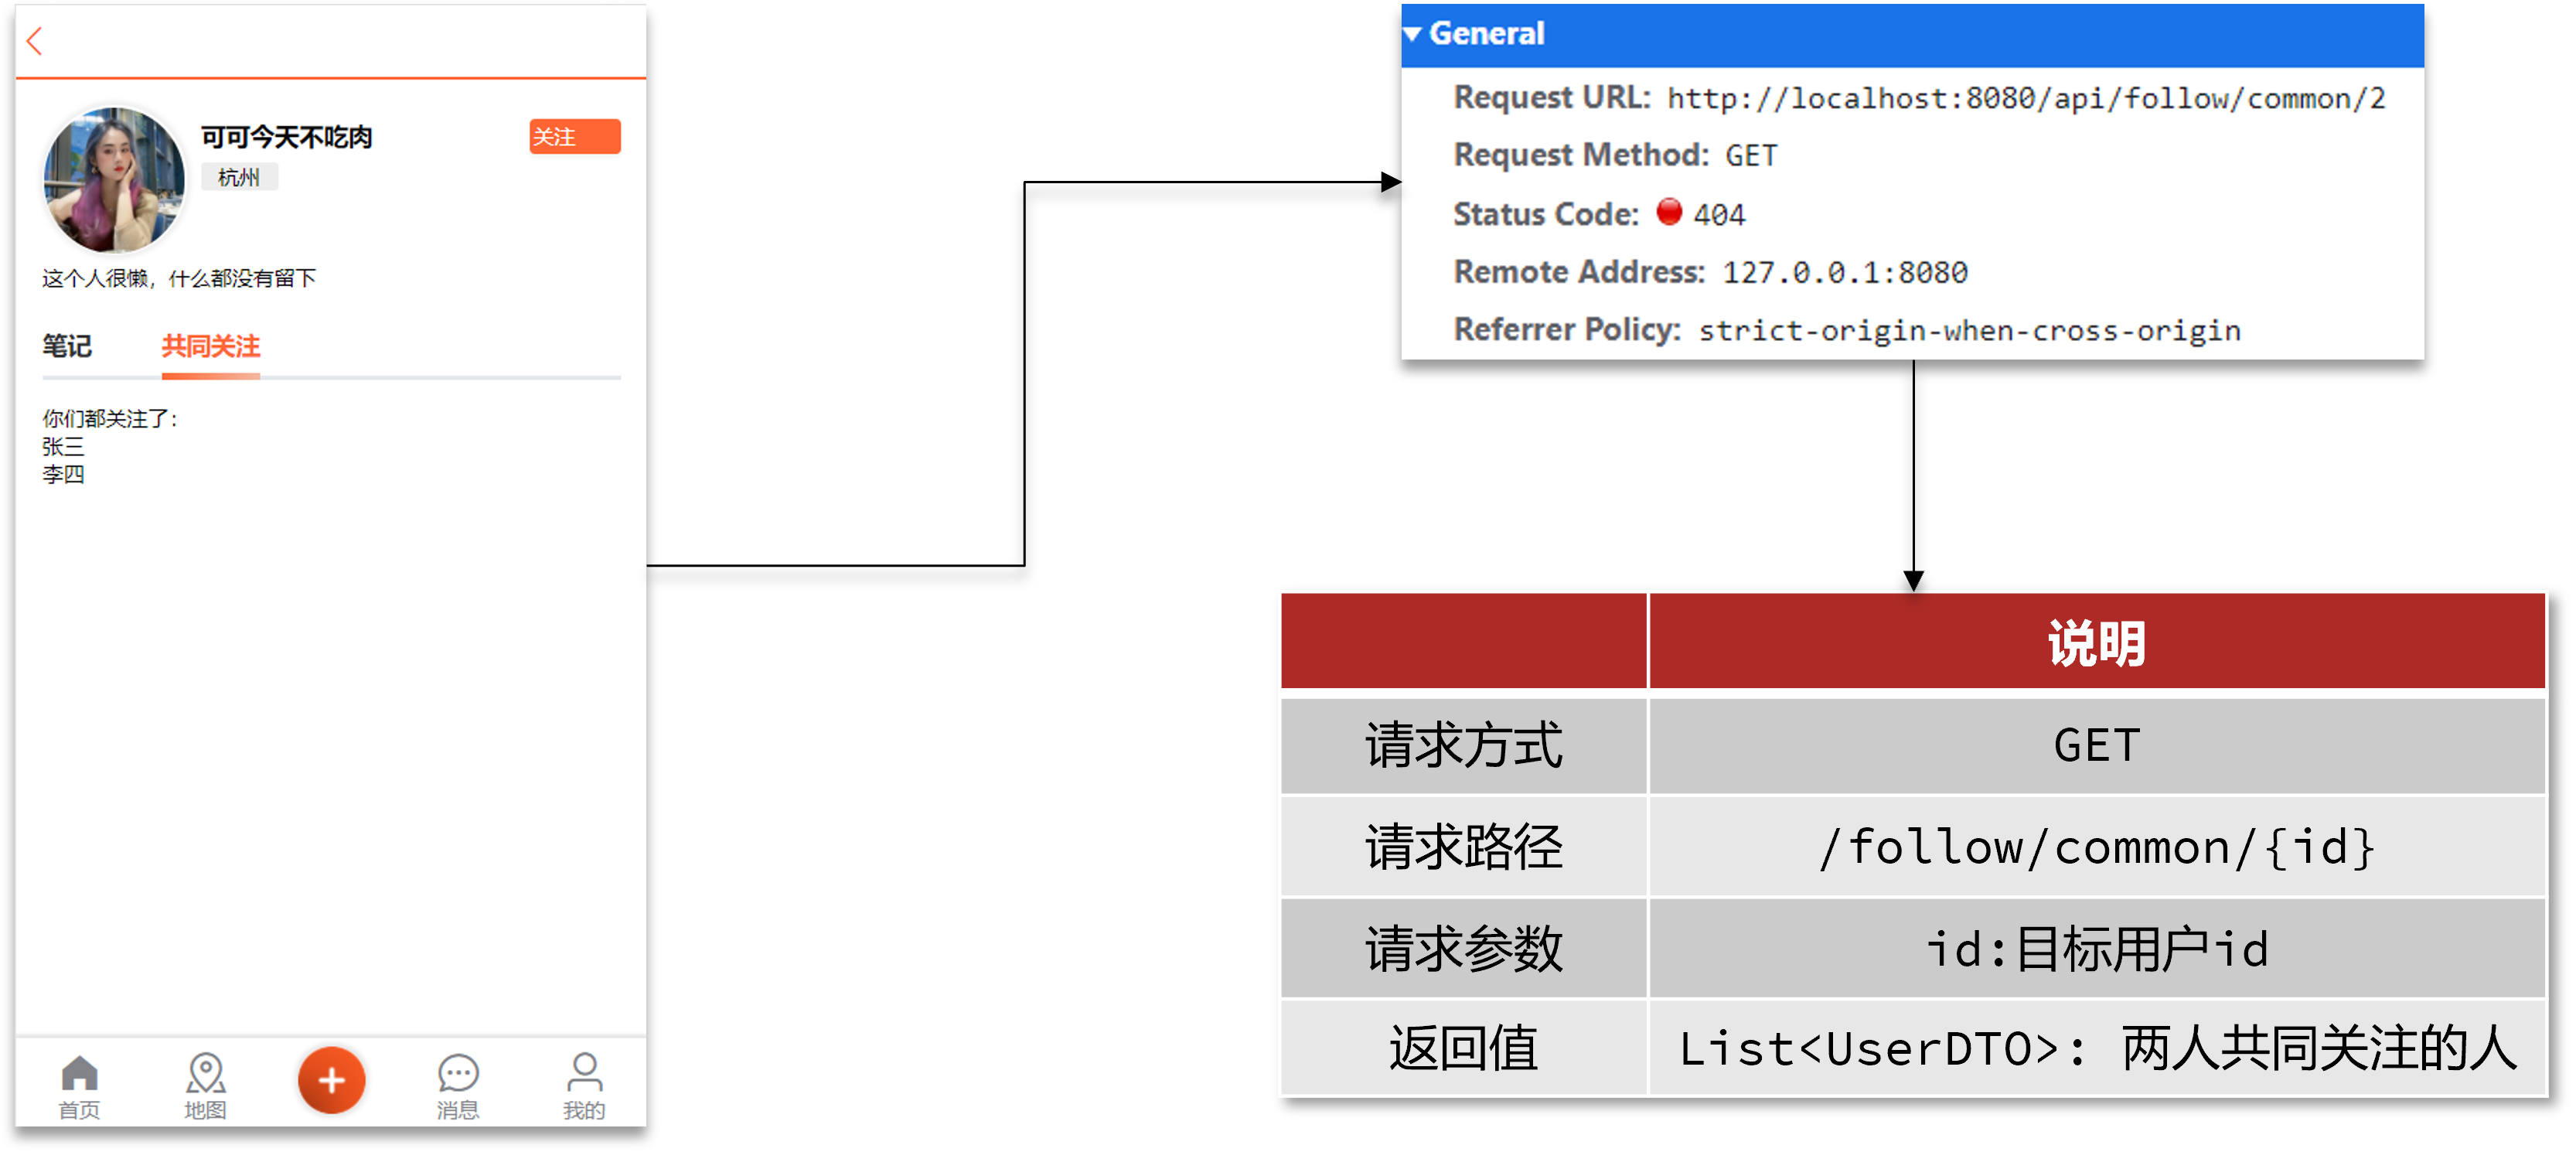 可可今天不吃肉
关注
杭州
这个人很懒，什么都没有留下
笔记 共同关注
你们都关注了：
张三
李四
首页 地图 消息 我的
General
Request URL: http://localhost:8080/api/follow/common/2
Request Method: GET
Status Code: 404
Remote Address: 127.0.0.1:8080
Referrer Policy: strict-origin-when-cross-origin
说明
请求方式 GET
请求路径 /follow/common/{id}
请求参数 id:目标用户id
返回值 List<UserDTO>: 两人共同关注的人